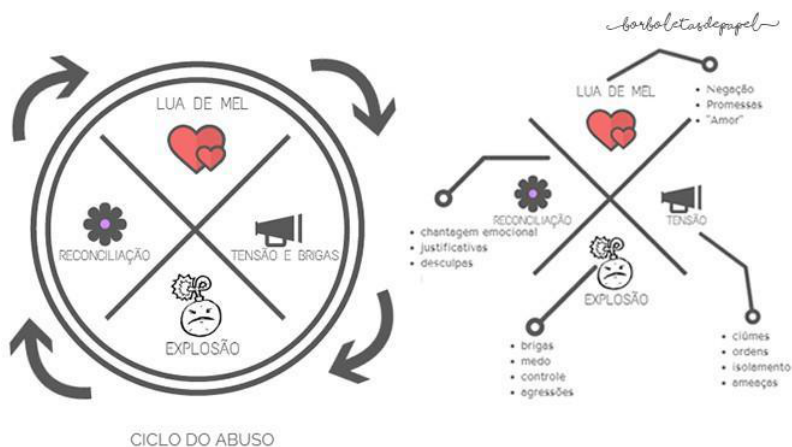 borboletasdepapel
LUA DE MEL
RECONCILIAÇÃO
TENSÃO E BRIGAS
EXPLOSÃO
CICLO DO ABUSO
LUA DE MEL
• Negação
• Promessas
• "Amor"
RECONCILIAÇÃO
• chantagem emocional
• justificativas
• desculpas
TENSÃO
EXPLOSÃO
• brigas
• medo
• controle
• agressões
• ciúmes
• ordens
• isolamento
• ameaças